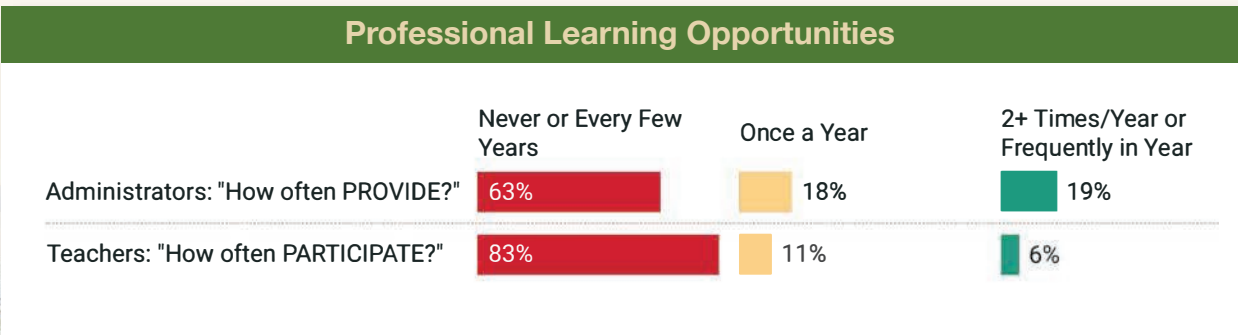 Professional Learning Opportunities
Never or Every Few
Years
Once a Year
2+ Times/Year or
Frequently in Year
Administrators: "How often PROVIDE?" 63% 18% 19%
Teachers: "How often PARTICIPATE?" 83% 11% 6%